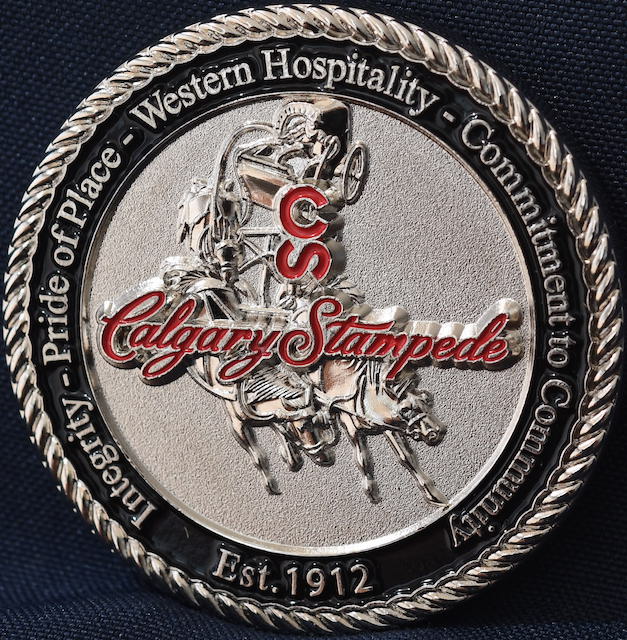 Integrity - Pride of Place - Western Hospitality - Commitment to Community
CS
Calgary Stampede
Est. 1912